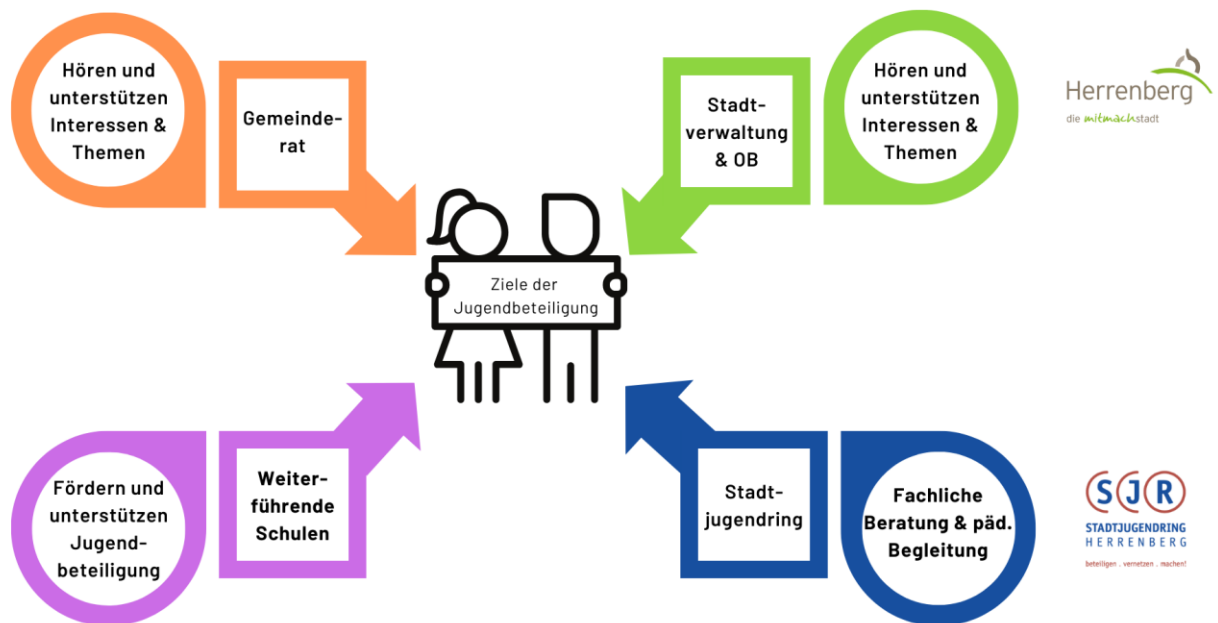 Hören und
unterstützen
Interessen &
Themen
Gemeinde-
rat
Stadt-
verwaltung
& OB
Hören und
unterstützen
Interessen &
Themen
Herrenberg
die mitmachstadt
Ziele der
Jugendbeteiligung
Fördern und
unterstützen
Jugend-
beteiligung
Weiter-
führende
Schulen
Stadt-
jugendring
Fachliche
Beratung & päd.
Begleitung
SJR
STADTJUGENDRING
HERRENBERG
beteiligen . vernetzen . machen!